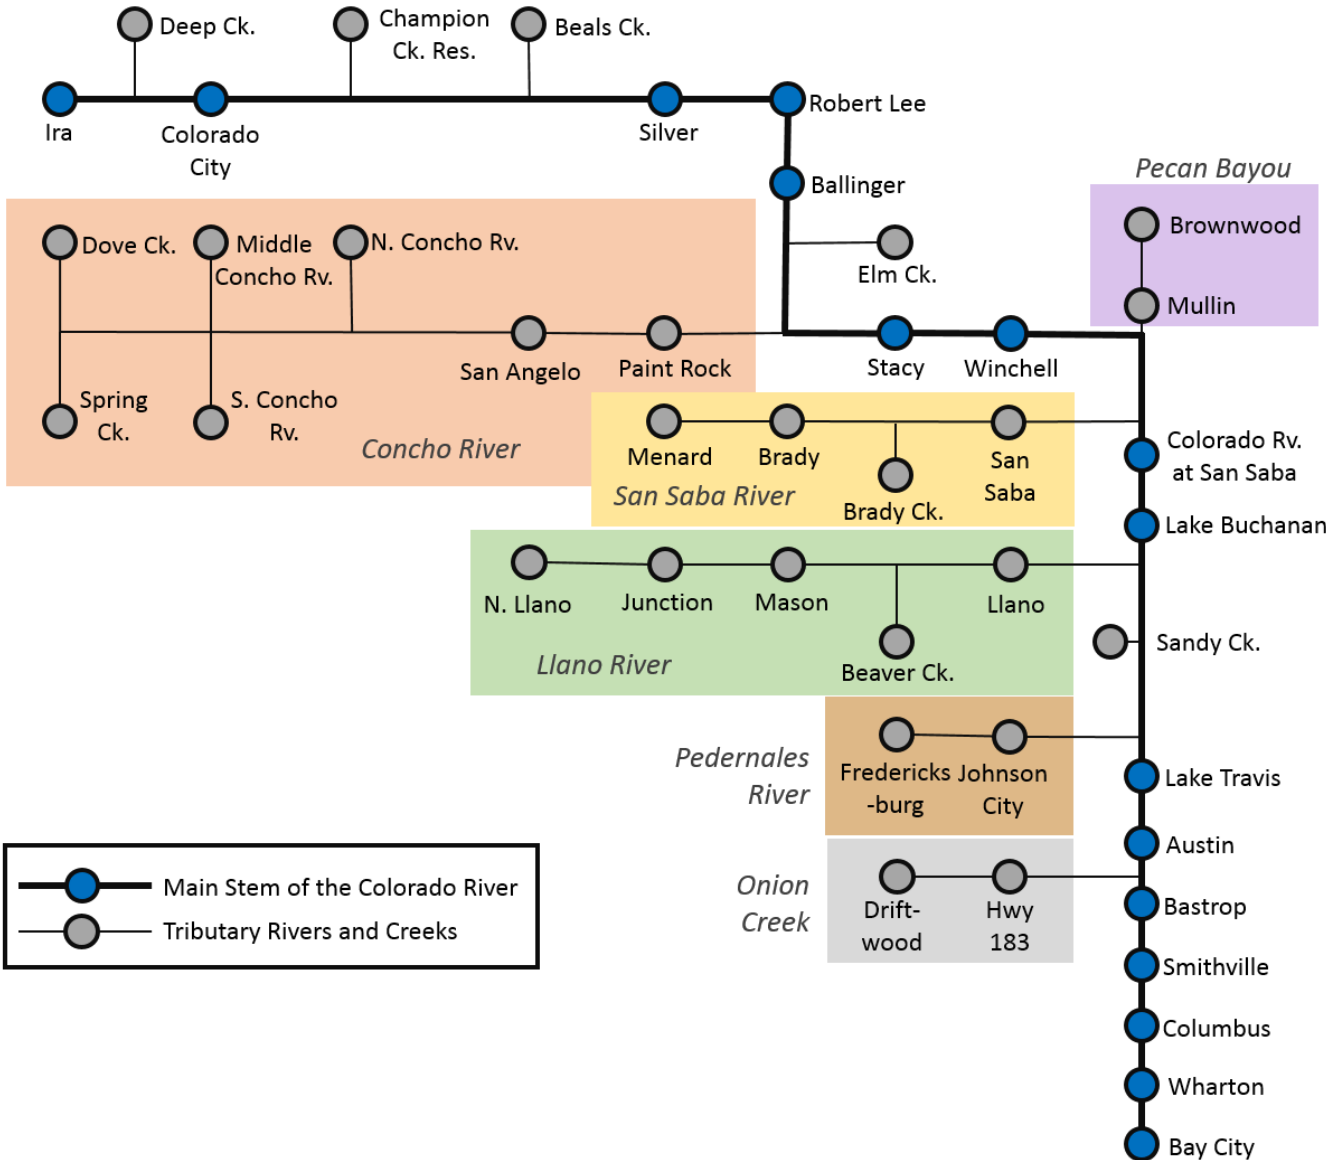 Deep Ck.
Champion
Ck. Res.
Beals Ck.
Ira
Colorado
City
Silver
Robert Lee
Ballinger
Pecan Bayou
Brownwood
Mullin
Dove Ck.
Middle
Concho Rv.
N. Concho Rv.
Elm Ck.
San Angelo
Paint Rock
Stacy
Winchell
Spring
Ck.
S. Concho
Rv.
Concho River
Menard
Brady
San
Saba
Brady Ck.
San Saba River
Colorado Rv.
at San Saba
Lake Buchanan
N. Llano
Junction
Mason
Llano
Beaver Ck.
Llano River
Sandy Ck.
Pedernales
River
Fredericks
-burg
Johnson
City
Lake Travis
Austin
Onion
Creek
Drift-
wood
Hwy
183
Bastrop
Smithville
Columbus
Wharton
Bay City
Main Stem of the Colorado River
Tributary Rivers and Creeks